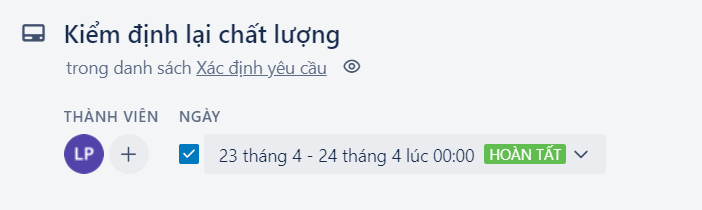 Kiểm định lại chất lượng
trong danh sách Xác định yêu cầu
THÀNH VIÊN NGÀY
LP + 23 tháng 4 - 24 tháng 4 lúc 00:00 HOÀN TẤT